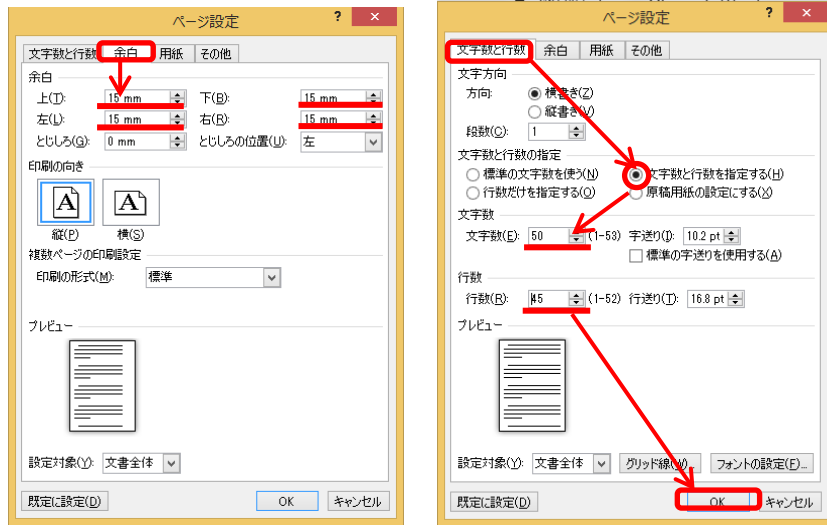 ページ設定 ? ×
文字数と行数 余白 用紙 その他
余白
上(T): 15 mm 下(B): 15 mm
左(L): 15 mm 右(R): 15 mm
とじしろ(G): 0 mm とじしろの位置(U): 左
印刷の向き
A A
縦(P) 横(S)
複数ページの印刷設定
印刷の形式(M): 標準
プレビュー
設定対象(Y): 文書全体
既定に設定(D) OK キャンセル
ページ設定 ? ×
文字数と行数 余白 用紙 その他
文字方向
方向: 横書き(Z)
縦書き(V)
段数(C): 1
文字数と行数の指定
標準の文字数を使う(N) 文字数と行数を指定する(H)
行数だけを指定する(O) 原稿用紙の設定にする(X)
文字数
文字数(E): 50 (1-53) 字送り(I): 10.2 pt
標準の字送りを使用する(A)
行数
行数(R): 45 (1-52) 行送り(T): 16.8 pt
プレビュー
設定対象(Y): 文書全体 グリッド線(W)... フォントの設定(F)...
既定に設定(D) OK キャンセル